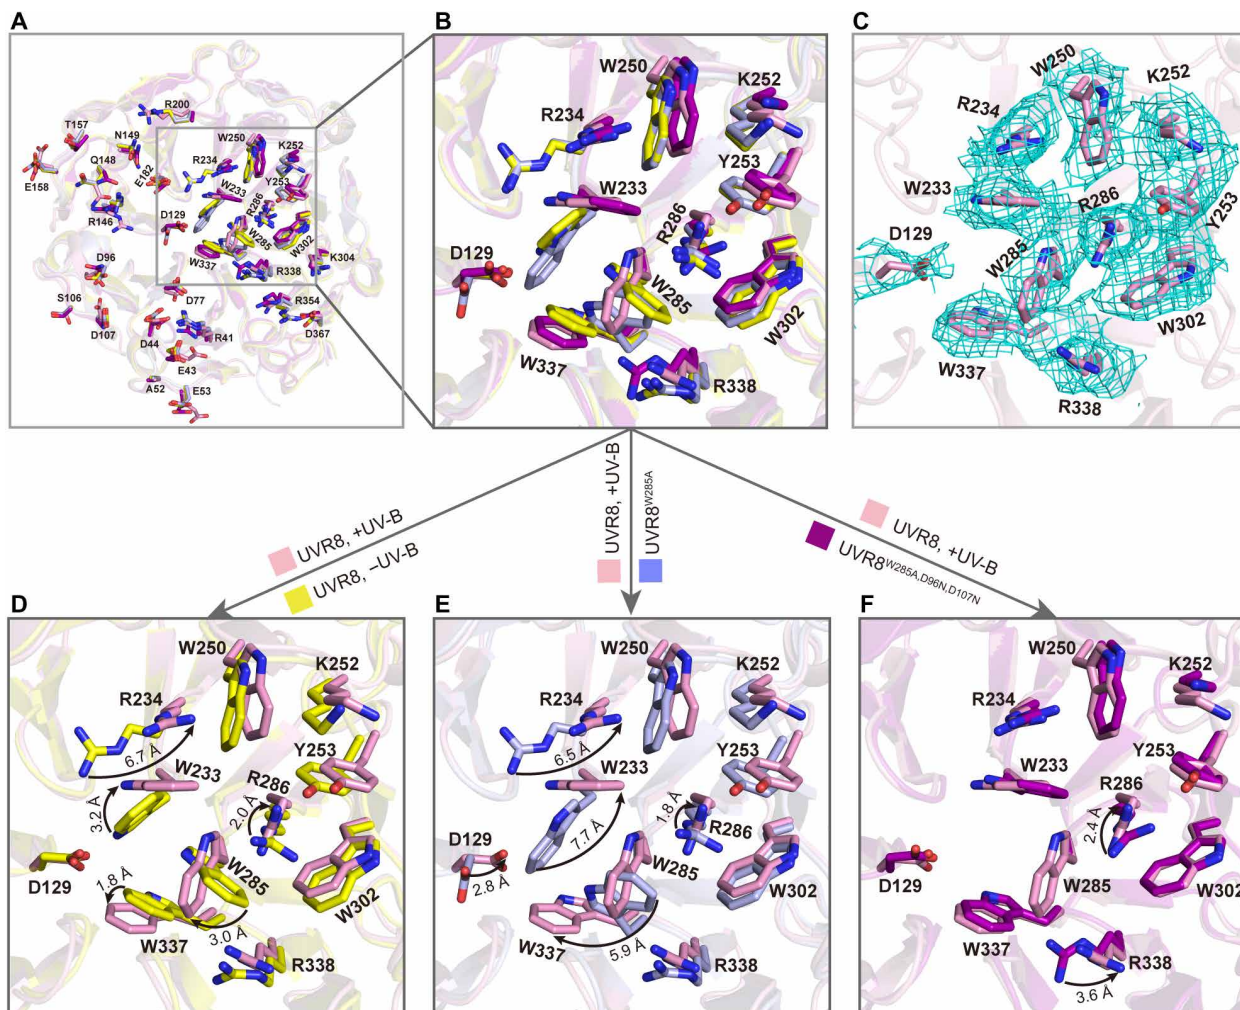 A
R200
T157
N149
W250
K252
Q148
E182
R234
E158
W233
Y253
R146
R286
D129
W285
W302
W337
D96
R338
K304
D77
S106
R354
D107
D44
R41
D367
E43
A52
E53
B
W250
K252
R234
Y253
W233
R286
D129
W285
W302
W337
R338
C
W250
K252
R234
W233
R286
Y253
D129
W285
W302
W337
R338
UVR8, +UV-B
UVR8, −UV-B
UVR8, +UV-B
UVR8W285A
UVR8, +UV-B
UVR8W285A,D96N,D107N
D
W250
K252
R234
6.7 Å
Y253
W233
R286
3.2 Å
2.0 Å
D129
1.8 Å
W285
W302
W337
3.0 Å
R338
E
W250
K252
R234
6.5 Å
Y253
W233
1.8 Å
R286
7.7 Å
D129
2.8 Å
W285
W302
W337
5.9 Å
R338
F
W250
K252
R234
Y253
W233
R286
2.4 Å
D129
W285
W302
W337
R338
3.6 Å